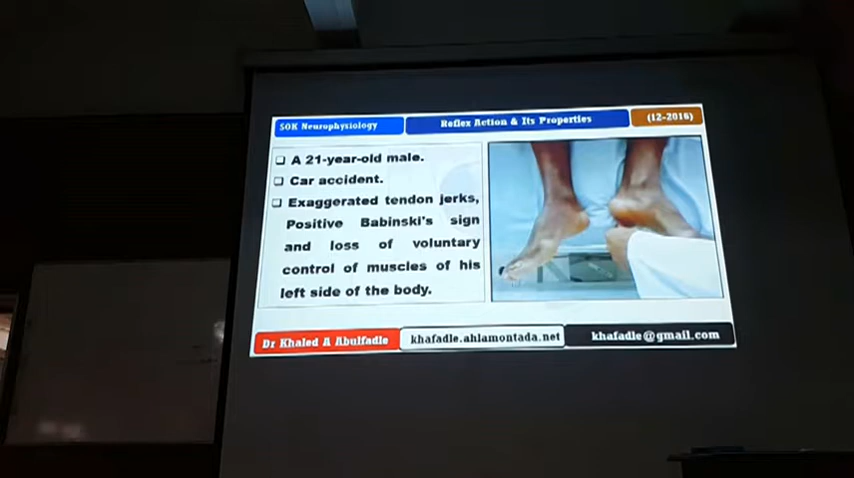 SOK Neurophysiology
Reflex Action & Its Properties
(12-2016)
❑ A 21-year-old male.
❑ Car accident.
❑ Exaggerated tendon jerks,
Positive Babinski's sign
and loss of voluntary
control of muscles of his
left side of the body.
Dr Khaled A Abulfadle
khafadle.ahlamontada.net
khafadle@gmail.com